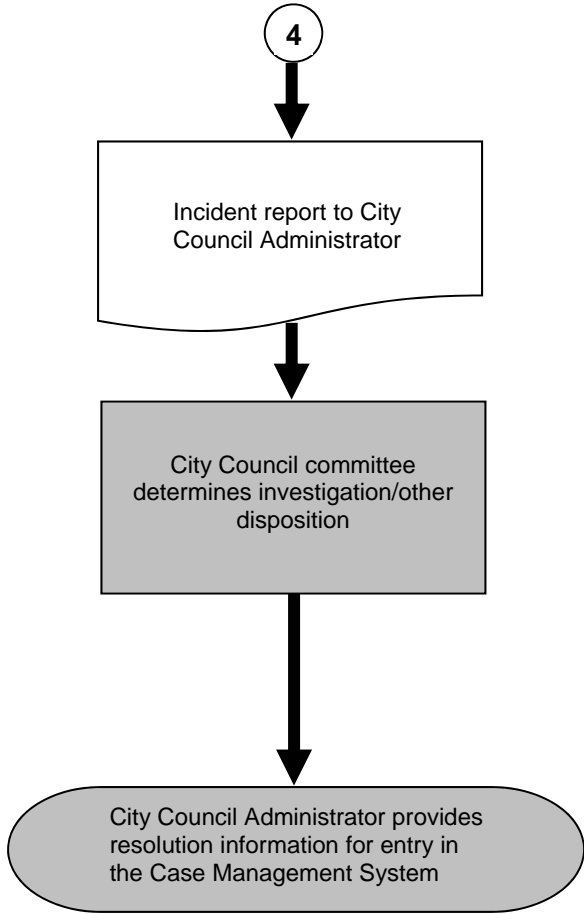 4
Incident report to City
Council Administrator
City Council committee
determines investigation/other
disposition
City Council Administrator provides
resolution information for entry in
the Case Management System